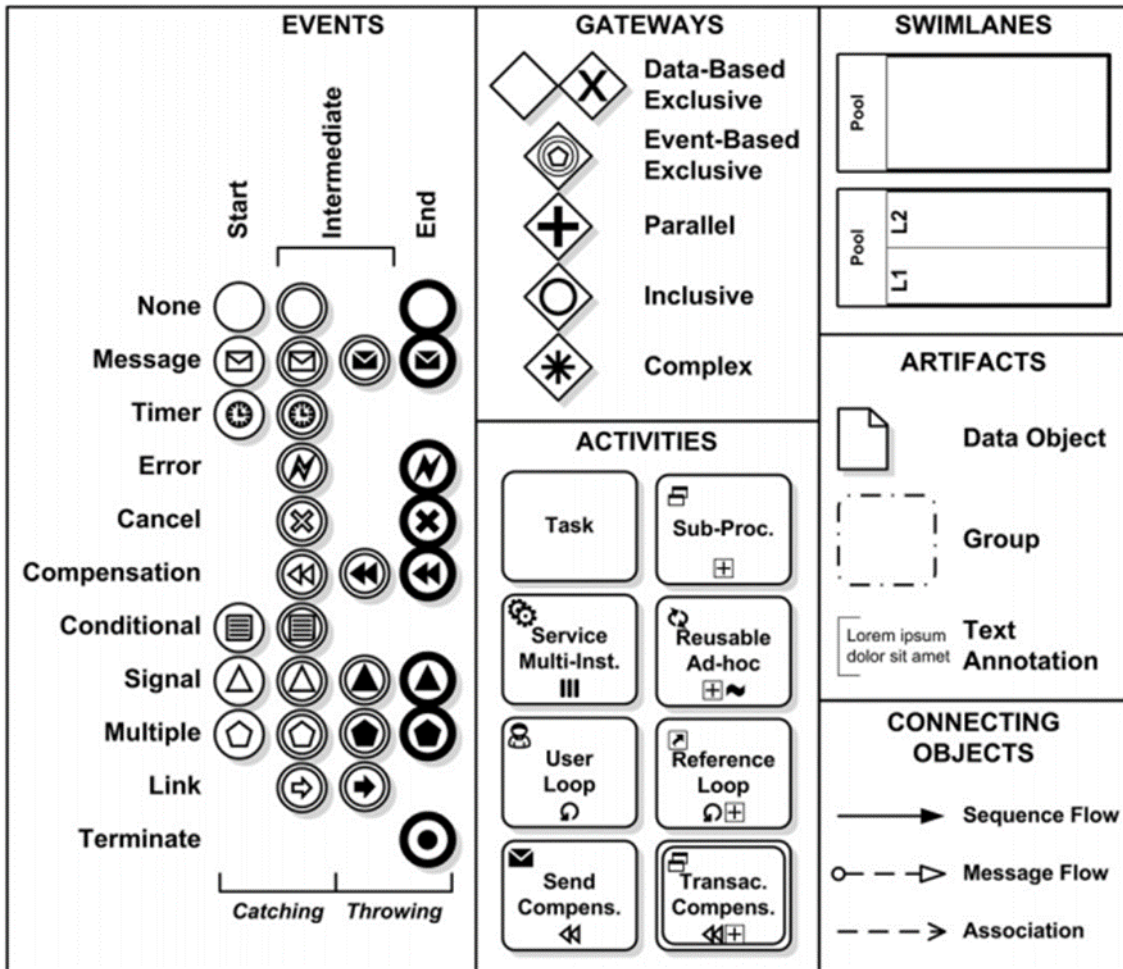 EVENTS
Start
Intermediate
End
None
Message
Timer
Error
Cancel
Compensation
Conditional
Signal
Multiple
Link
Terminate
Catching
Throwing
GATEWAYS
Data-Based
Exclusive
Event-Based
Exclusive
Parallel
Inclusive
Complex
ACTIVITIES
Task
Sub-Proc.
Service
Multi-Inst.
Reusable
Ad-hoc
User
Loop
Reference
Loop
Send
Compens.
Transac.
Compens.
SWIMLANES
Pool
Pool
L2
L1
ARTIFACTS
Data Object
Group
Lorem ipsum
dolor sit amet
Text
Annotation
CONNECTING
OBJECTS
Sequence Flow
Message Flow
Association